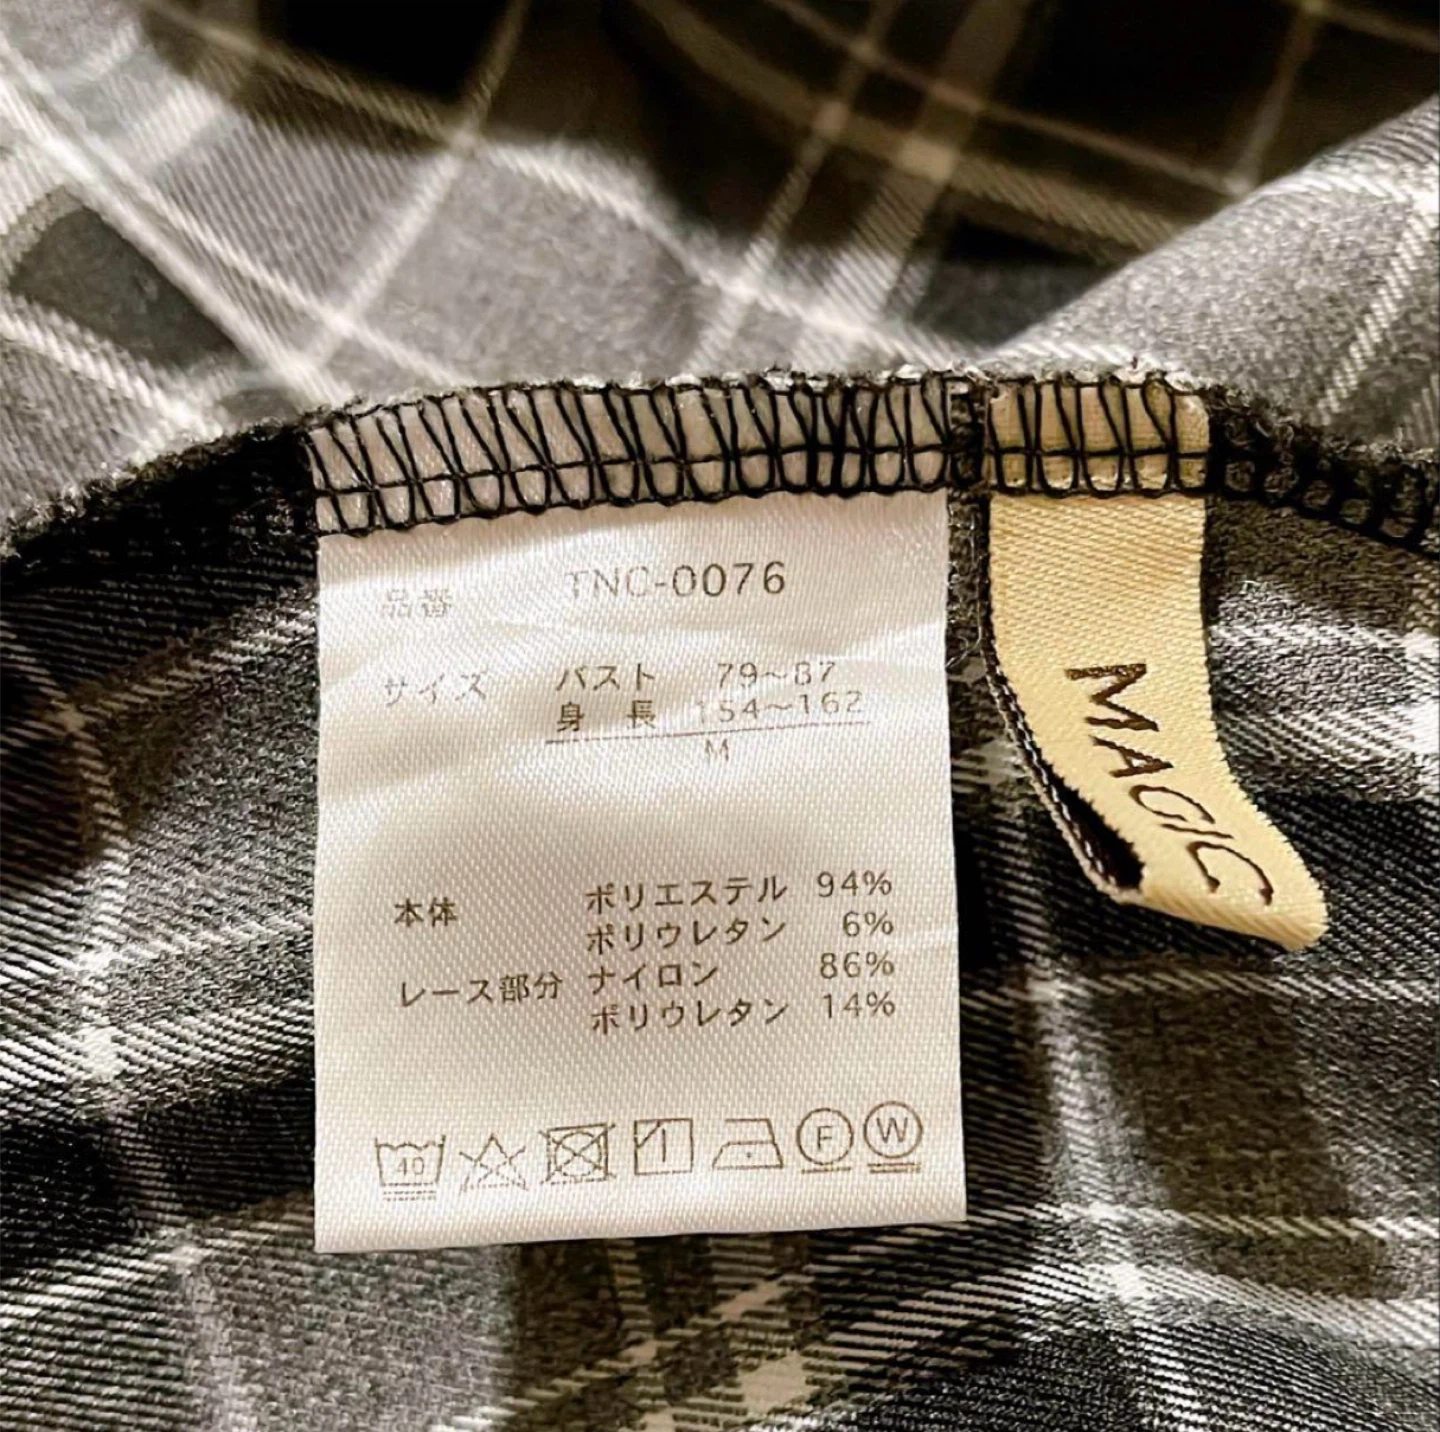 品番 TNC-0076
サイズ バスト 79~87
身長 154~162
M
本体 ポリエステル 94%
ポリウレタン 6%
レース部分 ナイロン 86%
ポリウレタン 14%
40 F W
MAGIC